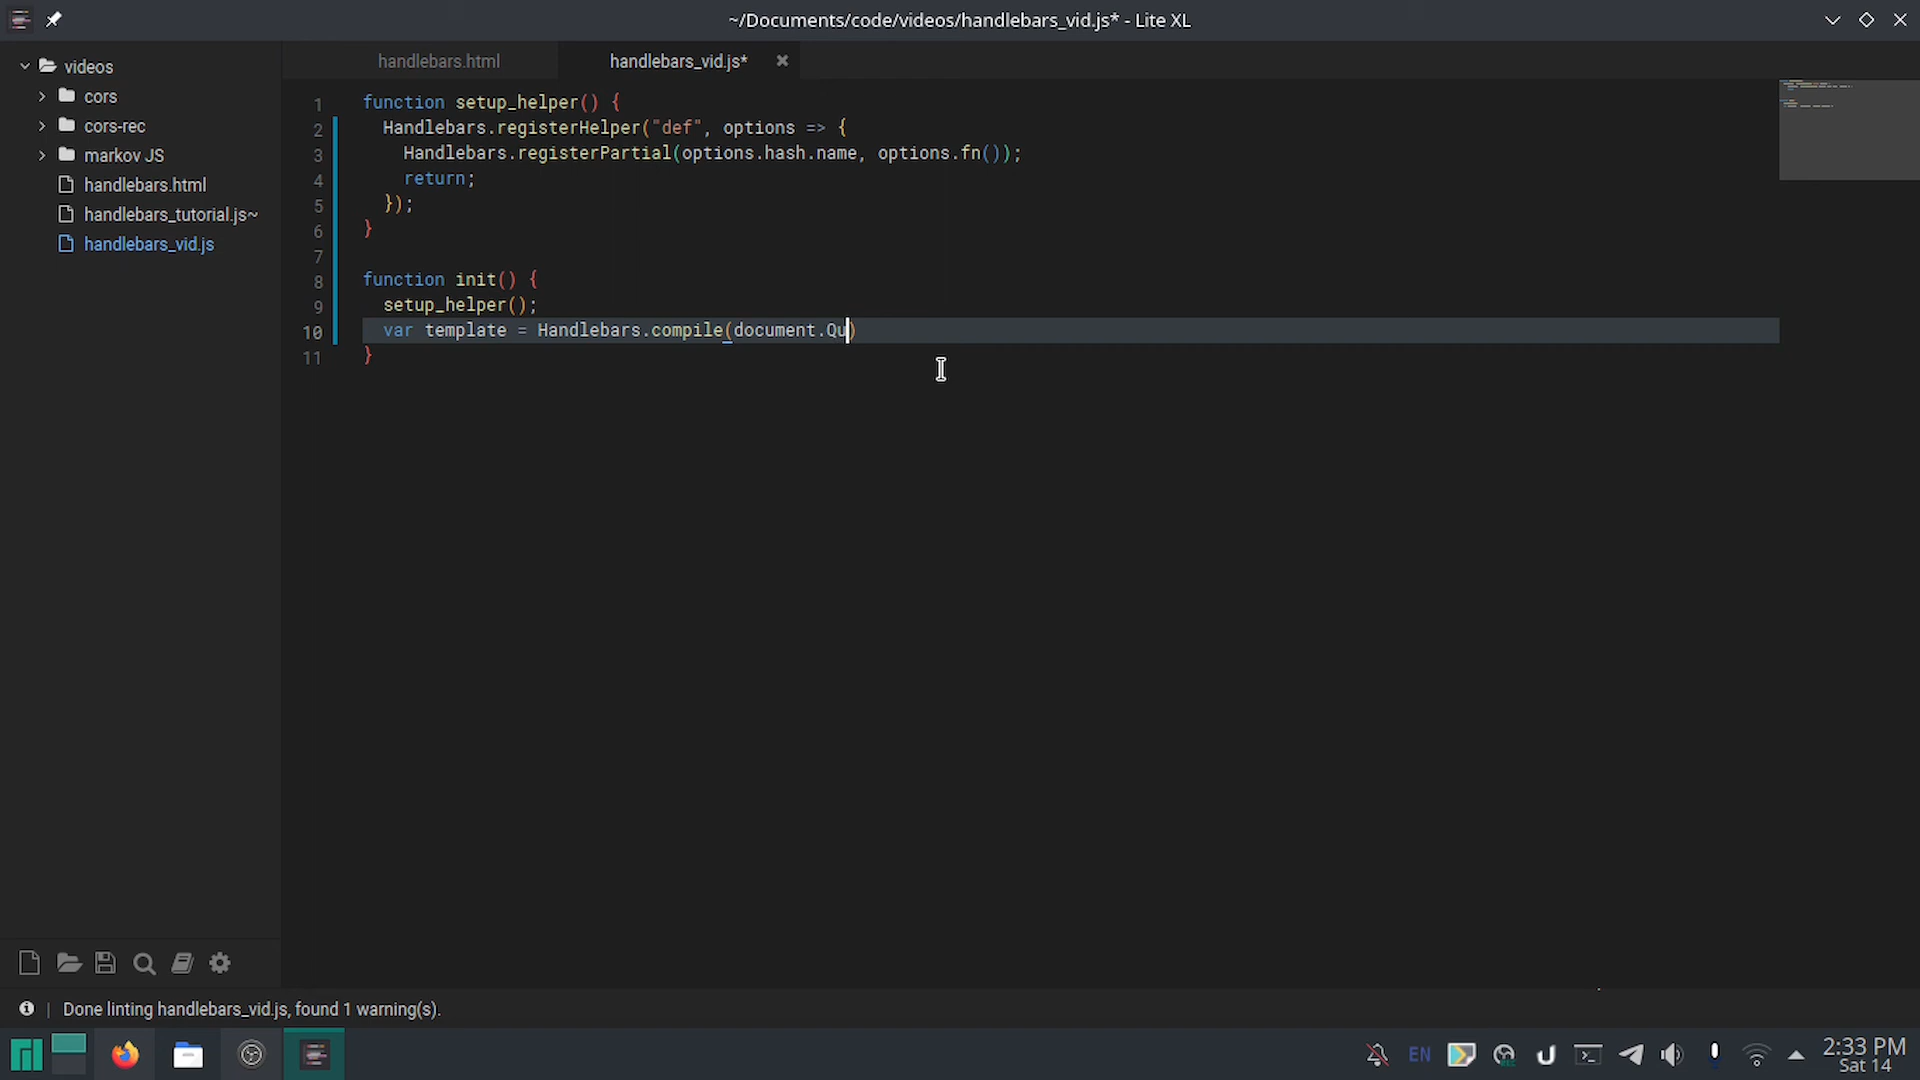 ~/Documents/code/videos/handlebars_vid.js* - Lite XL
videos
cors
cors-rec
markov JS
handlebars.html
handlebars_tutorial.js~
handlebars_vid.js
handlebars.html
handlebars_vid.js*
1 function setup_helper() {
2 Handlebars.registerHelper("def", options => {
3 Handlebars.registerPartial(options.hash.name, options.fn());
4 return;
5 });
6 }
7
8 function init() {
9 setup_helper();
10 var template = Handlebars.compile(document.Qu)
11 }
Done linting handlebars_vid.js, found 1 warning(s).
EN
2:33 PM
Sat 14